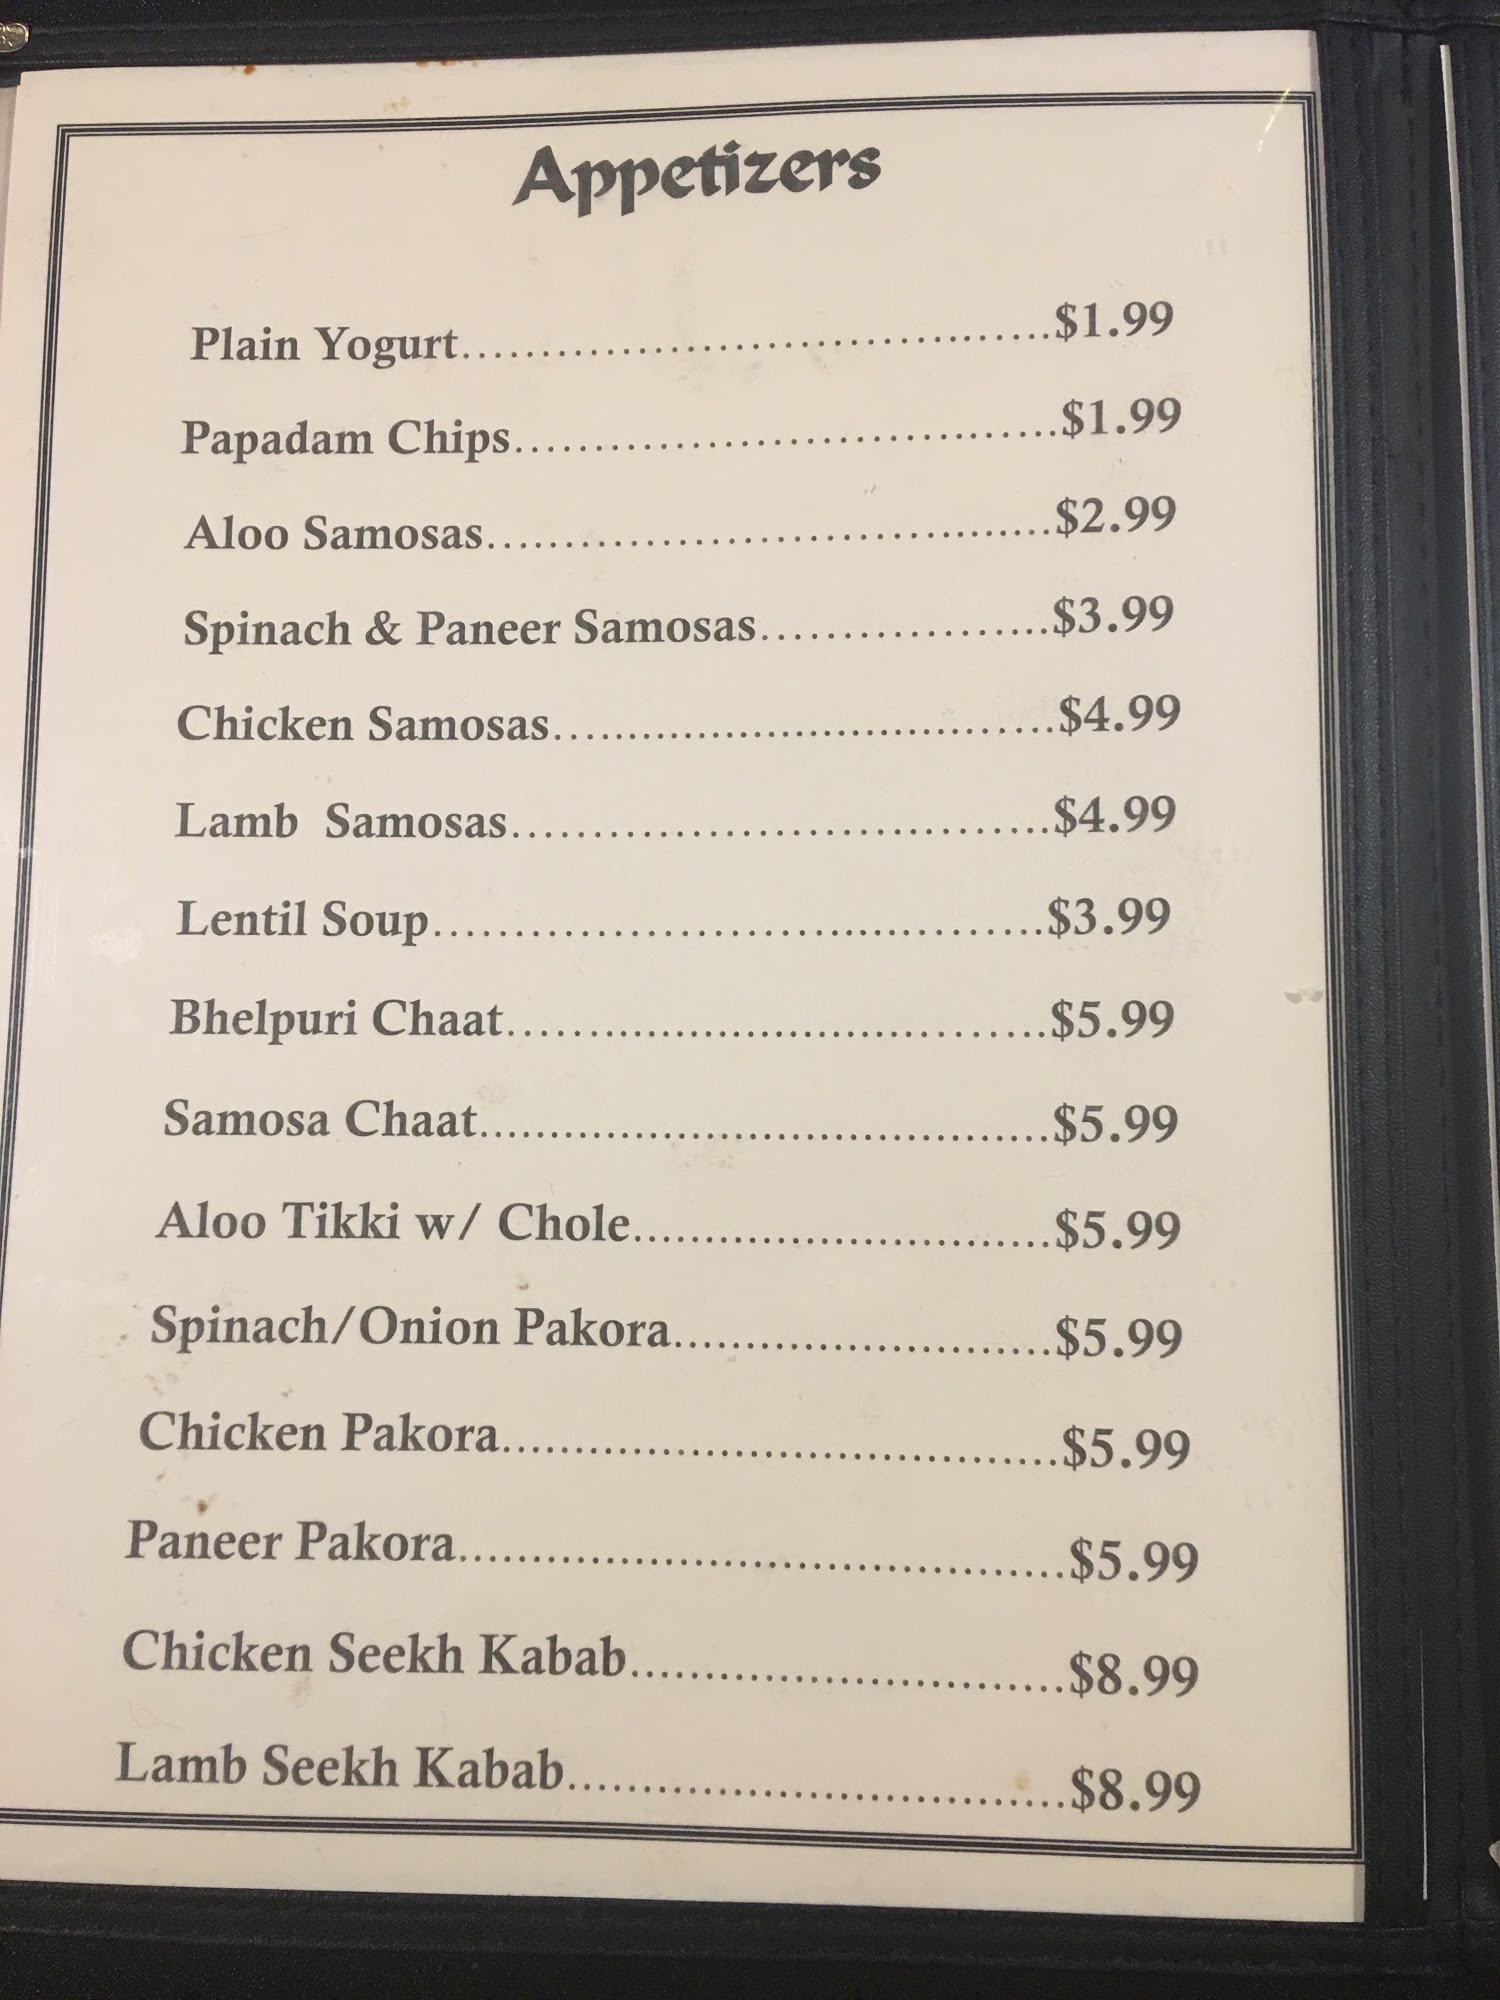 Appetizers
Plain Yogurt........................................$1.99
Papadam Chips.....................................$1.99
Aloo Samosas.......................................$2.99
Spinach & Paneer Samosas...................$3.99
Chicken Samosas..................................$4.99
Lamb  Samosas.....................................$4.99
Lentil Soup..........................................$3.99
Bhelpuri Chaat.....................................$5.99
Samosa Chaat.......................................$5.99
Aloo Tikki w/ Chole.............................$5.99
Spinach/Onion Pakora..........................$5.99
Chicken Pakora.....................................$5.99
Paneer Pakora........................................$5.99
Chicken Seekh Kabab............................$8.99
Lamb Seekh Kabab................................$8.99